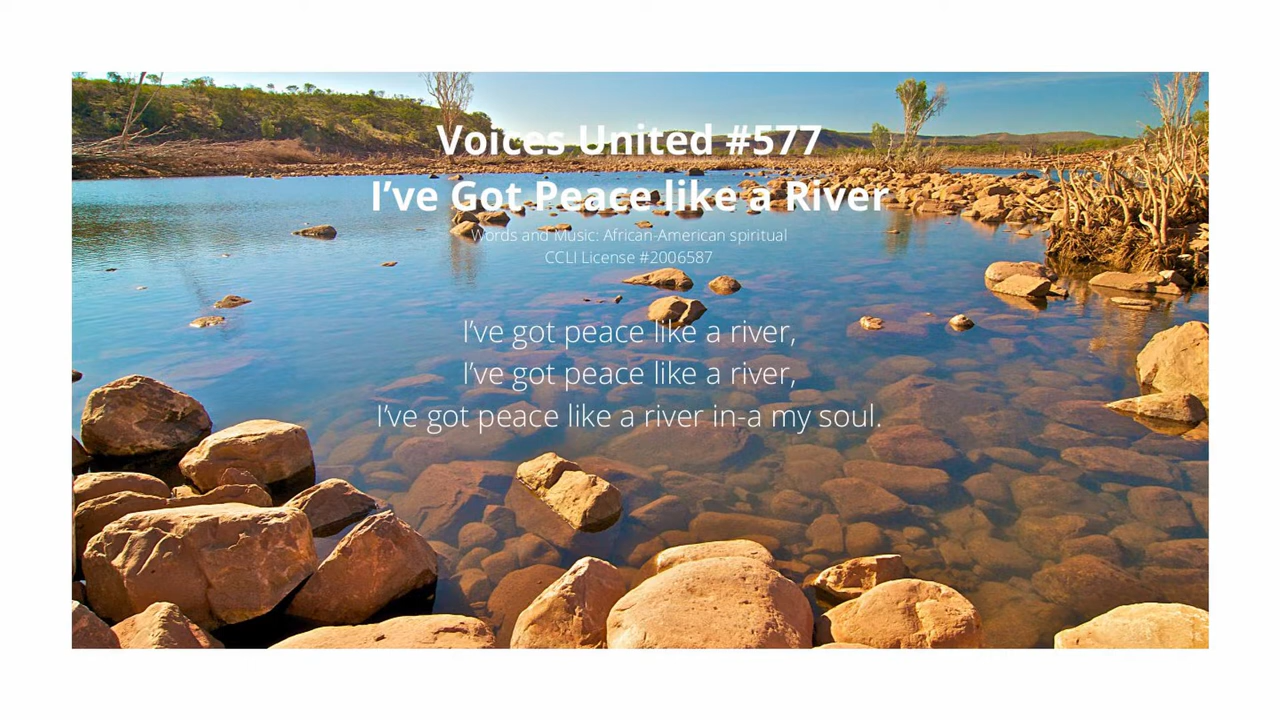 Voices United #577
I’ve Got Peace like a River
Words and Music: African-American spiritual
CCLI License #2006587
I’ve got peace like a river,
I’ve got peace like a river,
I’ve got peace like a river in-a my soul.